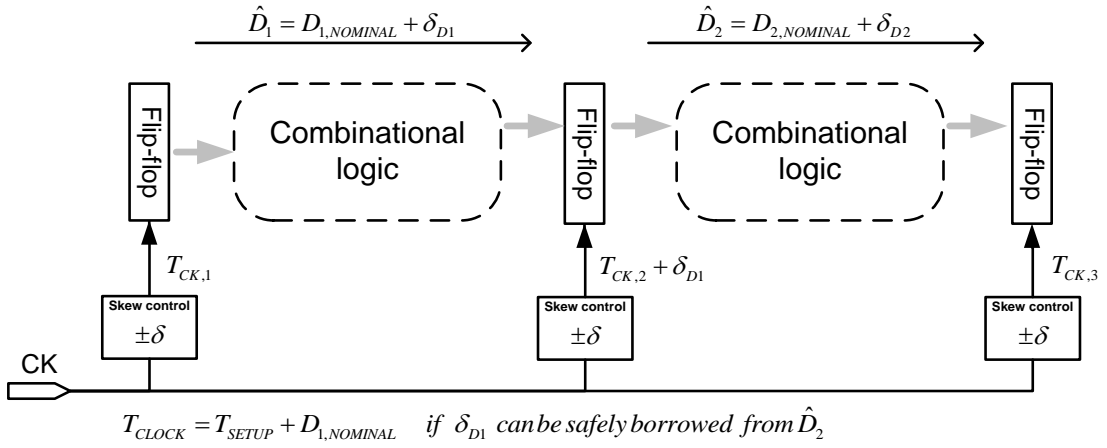 D̂₁ = D₁,NOMINAL + δD1
D̂₂ = D₂,NOMINAL + δD2
Flip-flop
Combinational
logic
Flip-flop
Combinational
logic
Flip-flop
TCK,1
TCK,2 + δD1
TCK,3
Skew control
±δ
Skew control
±δ
Skew control
±δ
CK
TCLOCK = TSETUP + D1,NOMINAL if δD1 can be safely borrowed from D̂₂